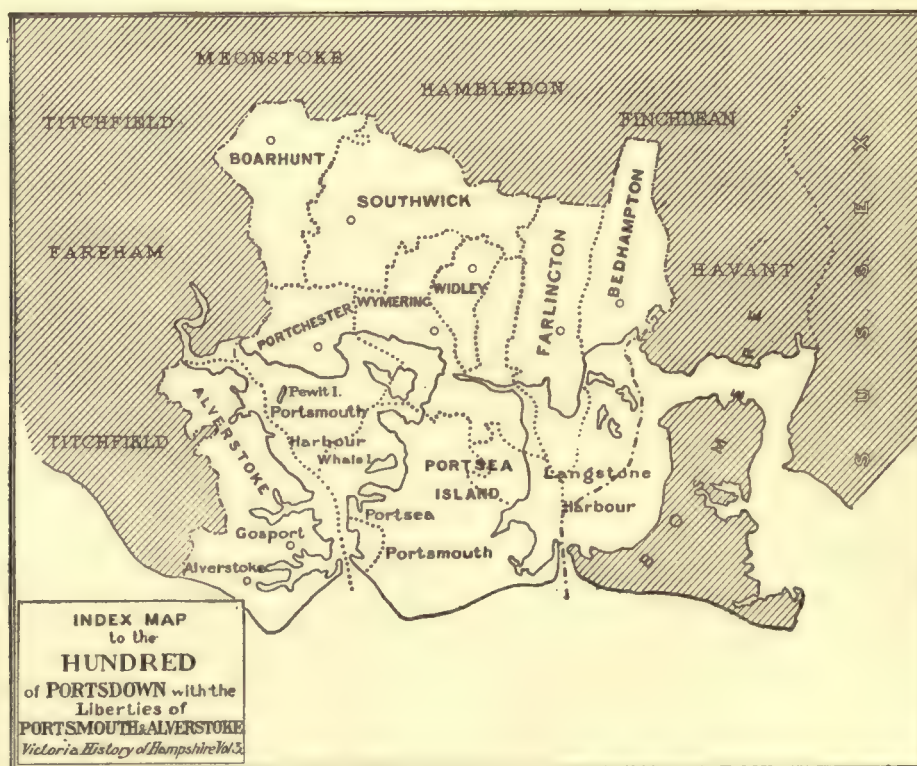 MEONSTOKE
HAMBLEDON
TITCHFIELD
FINCHDEAN
BOARHUNT
SUSSEX
SOUTHWICK
BEDHAMPTON
FAREHAM
FARLINGTON
HAVANT
WIDLEY
WYMERING
PORTCHESTER
ALVERSTOKE
Pewit I.
Portsmouth
Harbour
Whale I.
TITCHFIELD
PORTSEA
ISLAND
Langstone
Harbour
BOSMERE
Portsea
Portsmouth
Gosport
Alverstoke
INDEX MAP
to the
HUNDRED
of PORTSDOWN with the
Liberties of
PORTSMOUTH & ALVERSTOKE
Victoria History of Hampshire Vol 3.